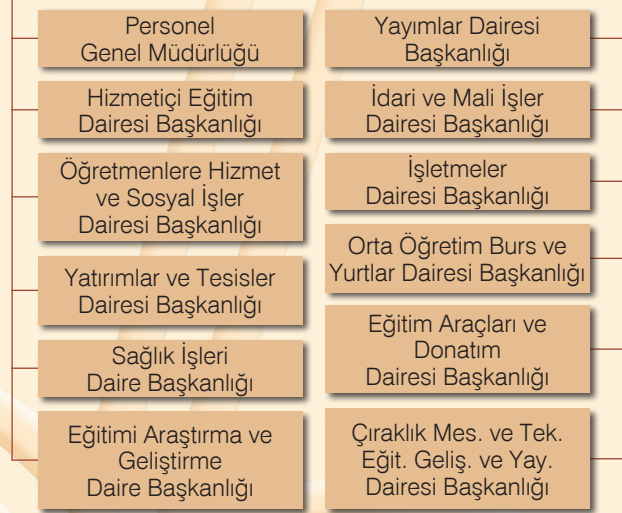 Personel
Genel Müdürlüğü
Hizmetiçi Eğitim
Dairesi Başkanlığı
Öğretmenlere Hizmet
ve Sosyal İşler
Dairesi Başkanlığı
Yatırımlar ve Tesisler
Dairesi Başkanlığı
Sağlık İşleri
Daire Başkanlığı
Eğitimi Araştırma ve
Geliştirme
Daire Başkanlığı
Yayımlar Dairesi
Başkanlığı
İdari ve Mali İşler
Dairesi Başkanlığı
İşletmeler
Dairesi Başkanlığı
Orta Öğretim Burs ve
Yurtlar Dairesi Başkanlığı
Eğitim Araçları ve
Donatım
Dairesi Başkanlığı
Çıraklık Mes. ve Tek.
Eğit. Geliş. ve Yay.
Dairesi Başkanlığı